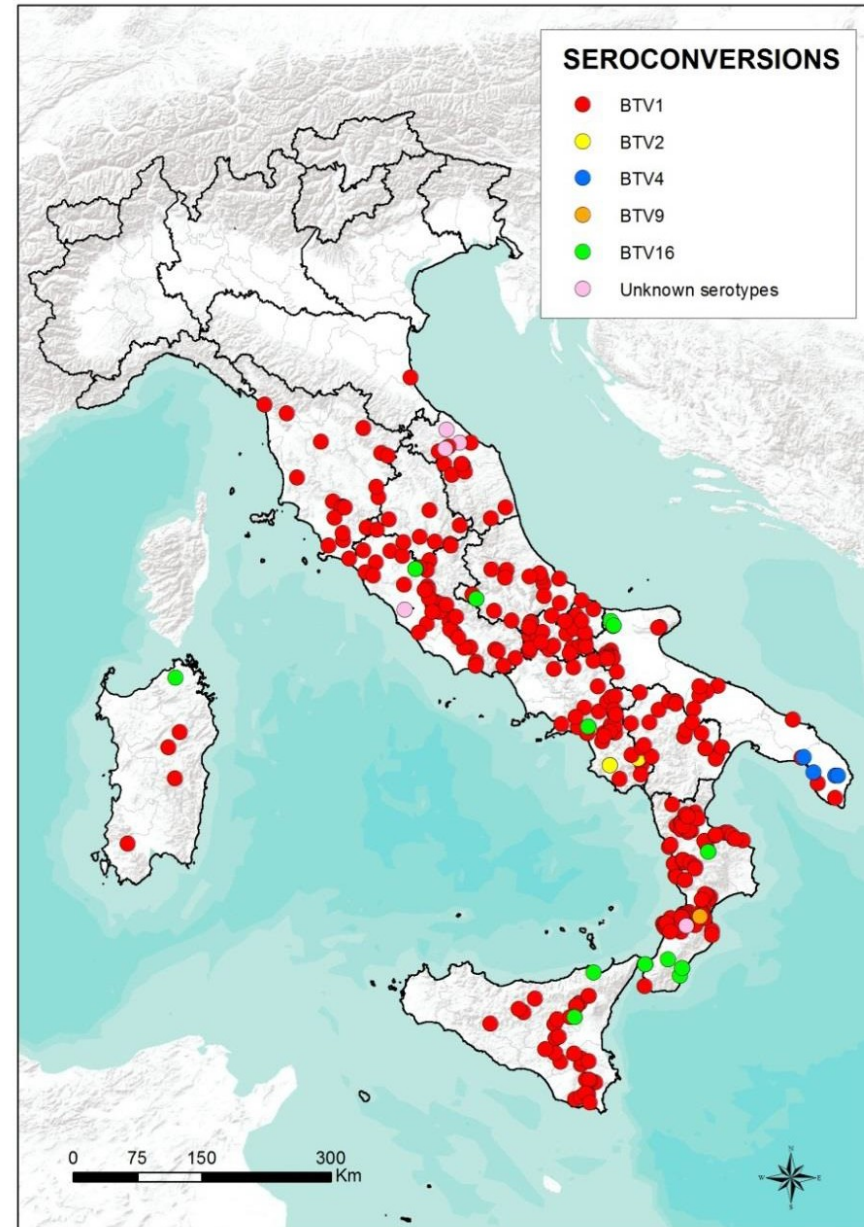 SEROCONVERSIONS
BTV1
BTV2
BTV4
BTV9
BTV16
Unknown serotypes
0 75 150 300
Km
N
W E
S